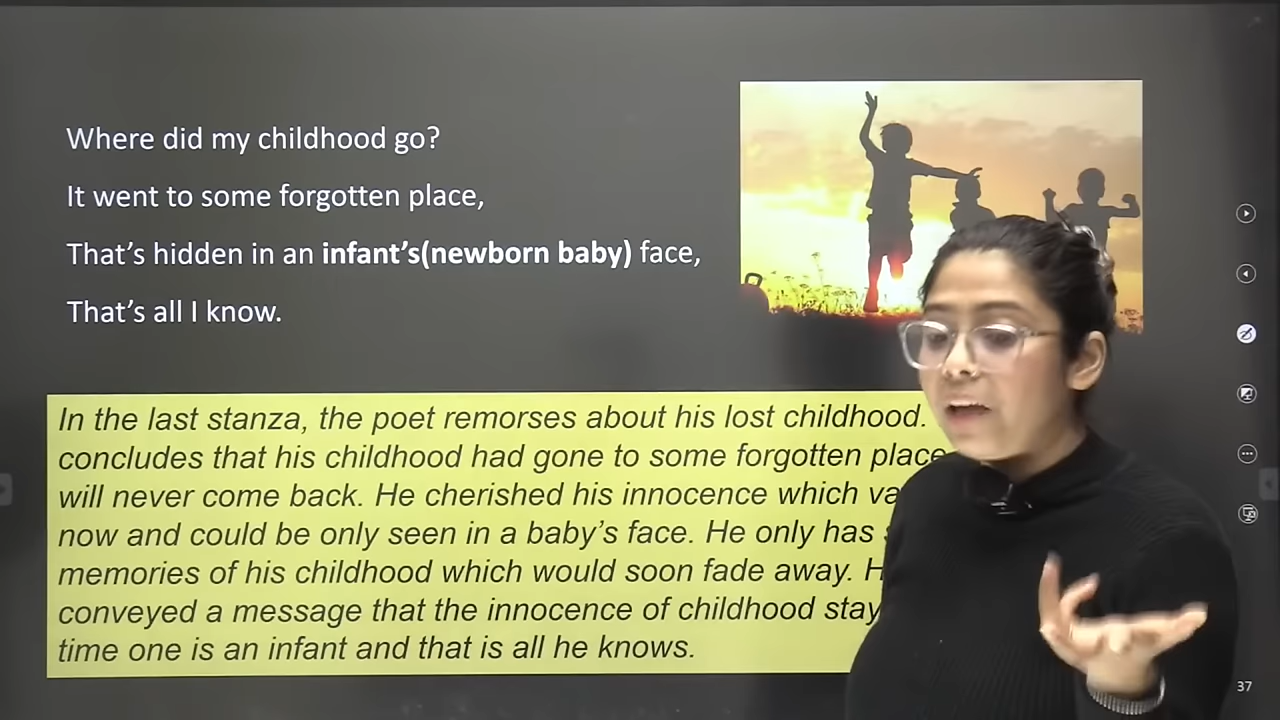 Where did my childhood go?
It went to some forgotten place,
That's hidden in an infant's(newborn baby) face,
That's all I know.
In the last stanza, the poet remorses about his lost childhood.
concludes that his childhood had gone to some forgotten place
will never come back. He cherished his innocence which
now and could be only seen in a baby's face. He only has
memories of his childhood which would soon fade away.
conveyed a message that the innocence of childhood
time one is an infant and that is all he knows.
37